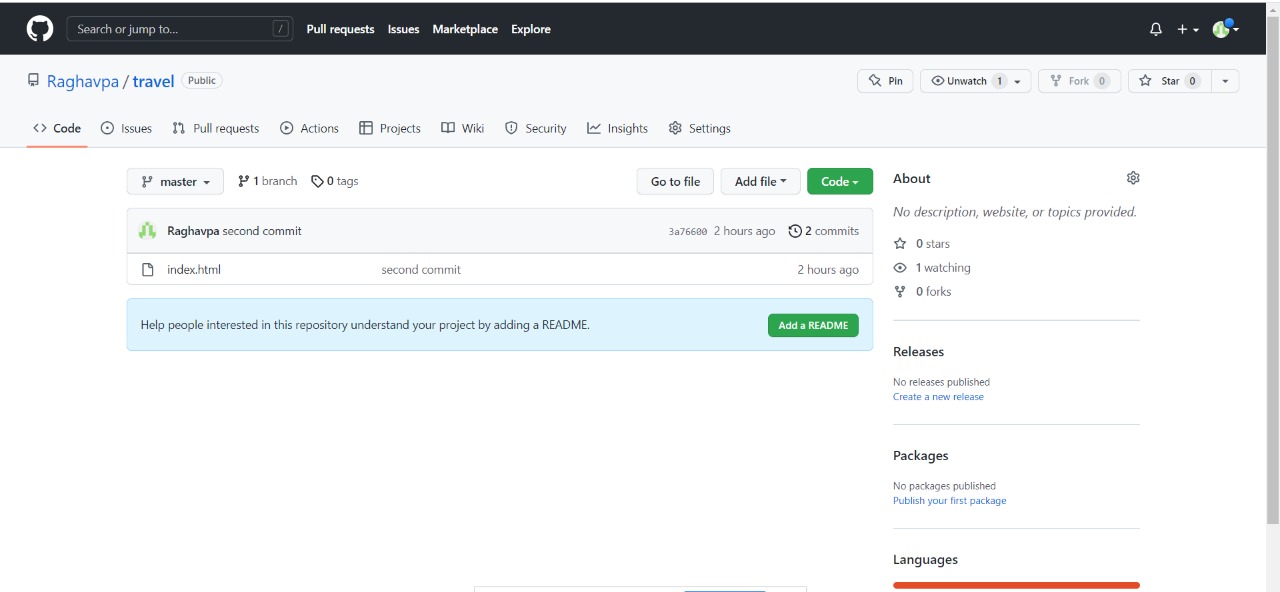 Search or jump to... / Pull requests Issues Marketplace Explore
Raghavpa / travel Public Pin Unwatch 1 Fork 0 Star 0
<> Code Issues Pull requests Actions Projects Wiki Security Insights Settings
master 1 branch 0 tags Go to file Add file Code
Raghavpa second commit 3a76600 2 hours ago 2 commits
index.html second commit 2 hours ago
Help people interested in this repository understand your project by adding a README. Add a README
About
No description, website, or topics provided.
0 stars
1 watching
0 forks
Releases
No releases published
Create a new release
Packages
No packages published
Publish your first package
Languages